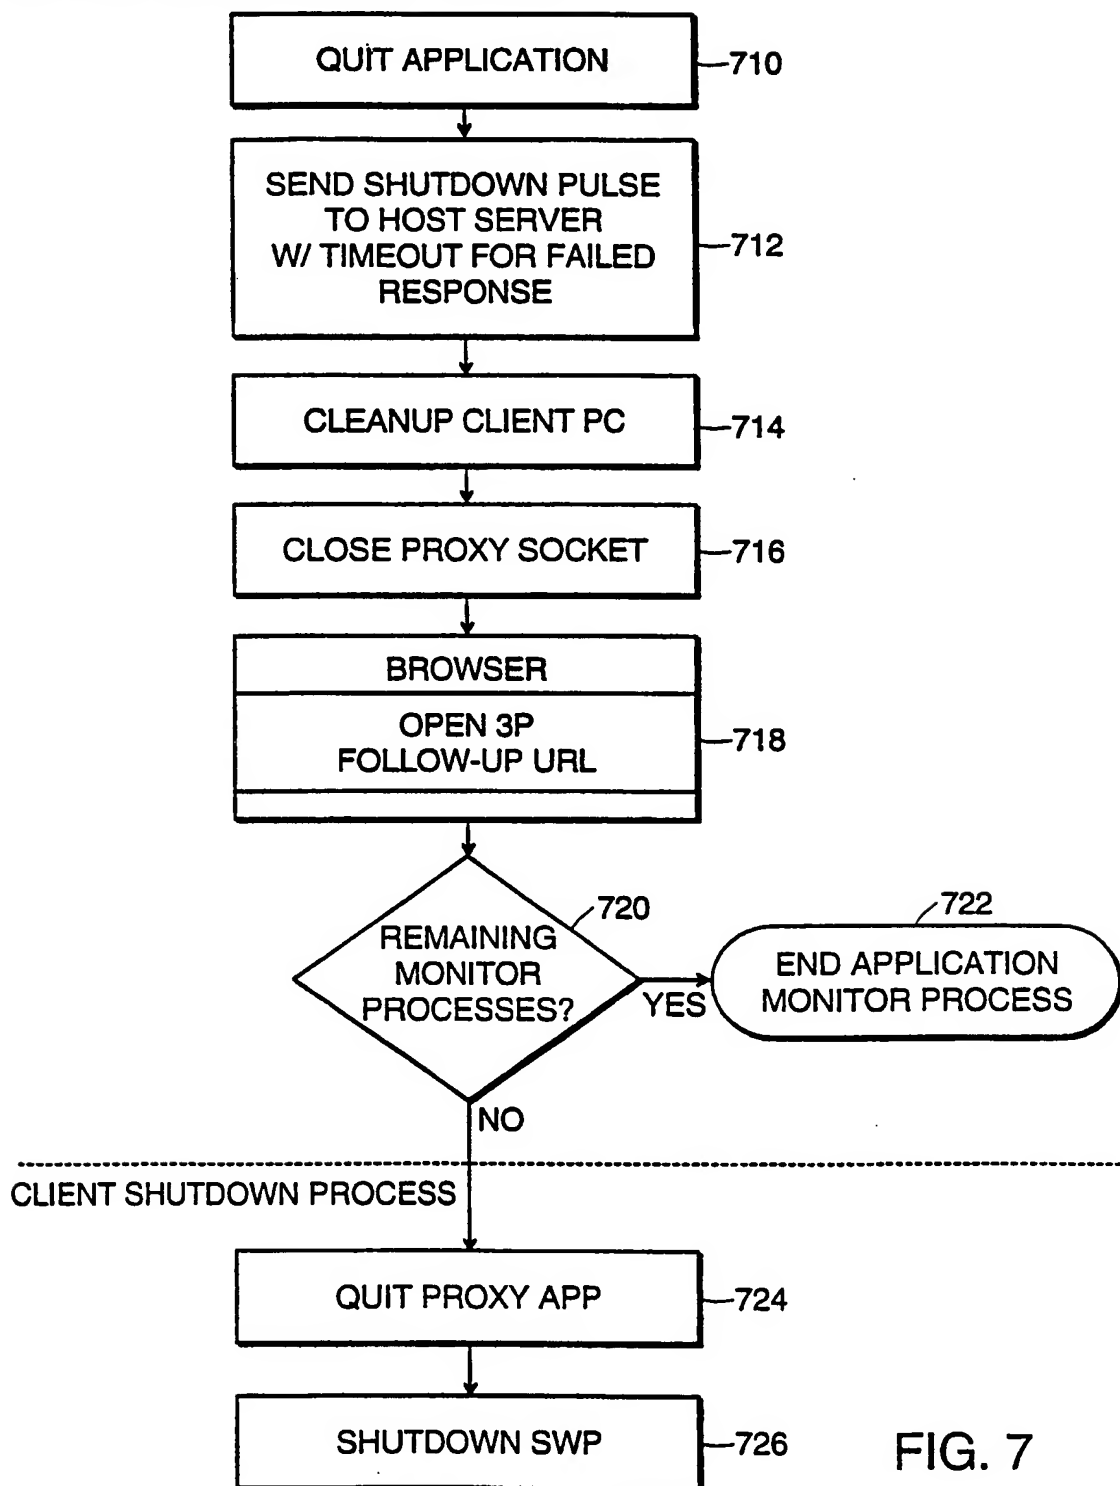 QUIT APPLICATION
710
SEND SHUTDOWN PULSE
TO HOST SERVER
W/ TIMEOUT FOR FAILED
RESPONSE
712
CLEANUP CLIENT PC
714
CLOSE PROXY SOCKET
716
BROWSER
OPEN 3P
FOLLOW-UP URL
718
REMAINING
MONITOR
PROCESSES?
720
YES
722
END APPLICATION
MONITOR PROCESS
NO
CLIENT SHUTDOWN PROCESS
QUIT PROXY APP
724
SHUTDOWN SWP
726
FIG. 7